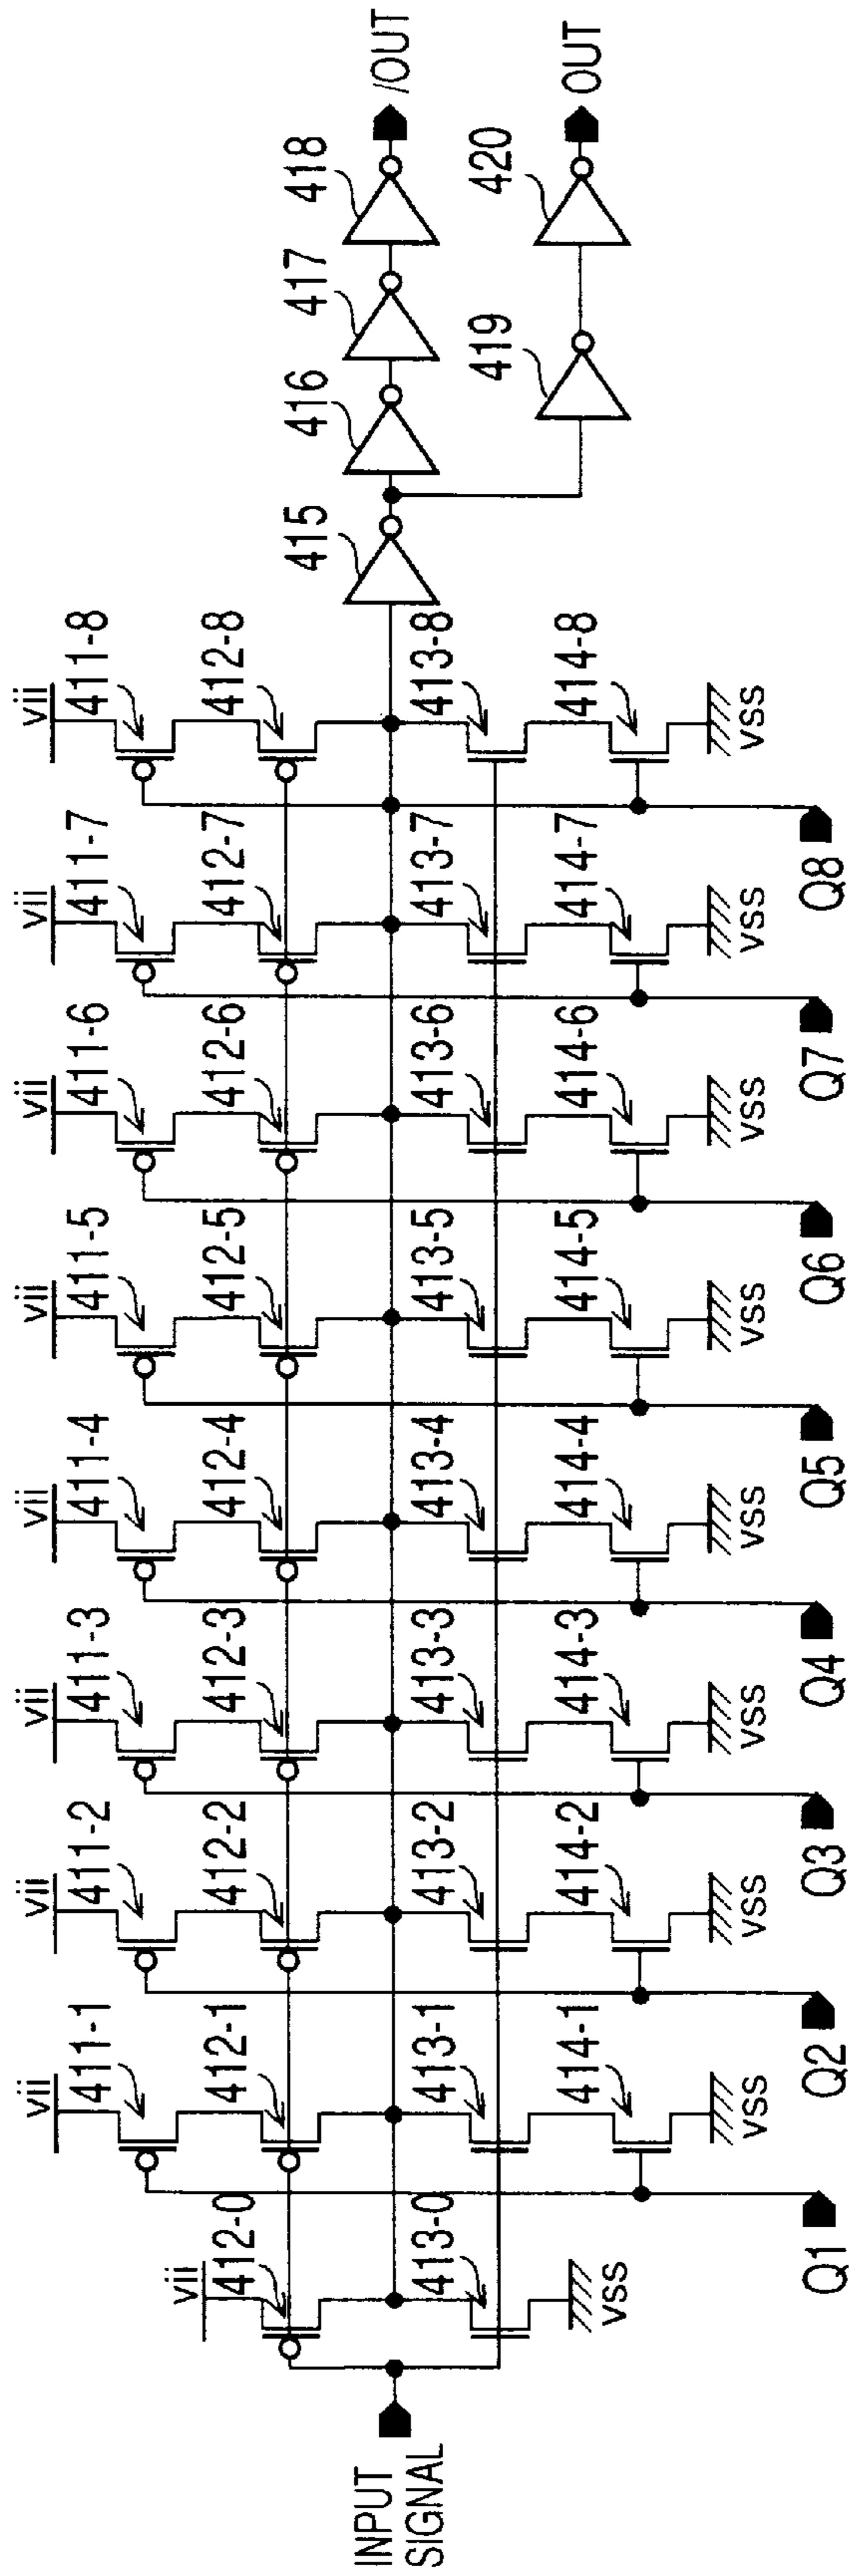 INPUT
SIGNAL
vii
412-0
413-0
vss
vii
411-1
412-1
413-1
414-1
vss
Q1
vii
411-2
412-2
413-2
414-2
vss
Q2
vii
411-3
412-3
413-3
414-3
vss
Q3
vii
411-4
412-4
413-4
414-4
vss
Q4
vii
411-5
412-5
413-5
414-5
vss
Q5
vii
411-6
412-6
413-6
414-6
vss
Q6
vii
411-7
412-7
413-7
414-7
vss
Q7
vii
411-8
412-8
413-8
414-8
vss
Q8
415
416
417
418
/OUT
419
420
OUT